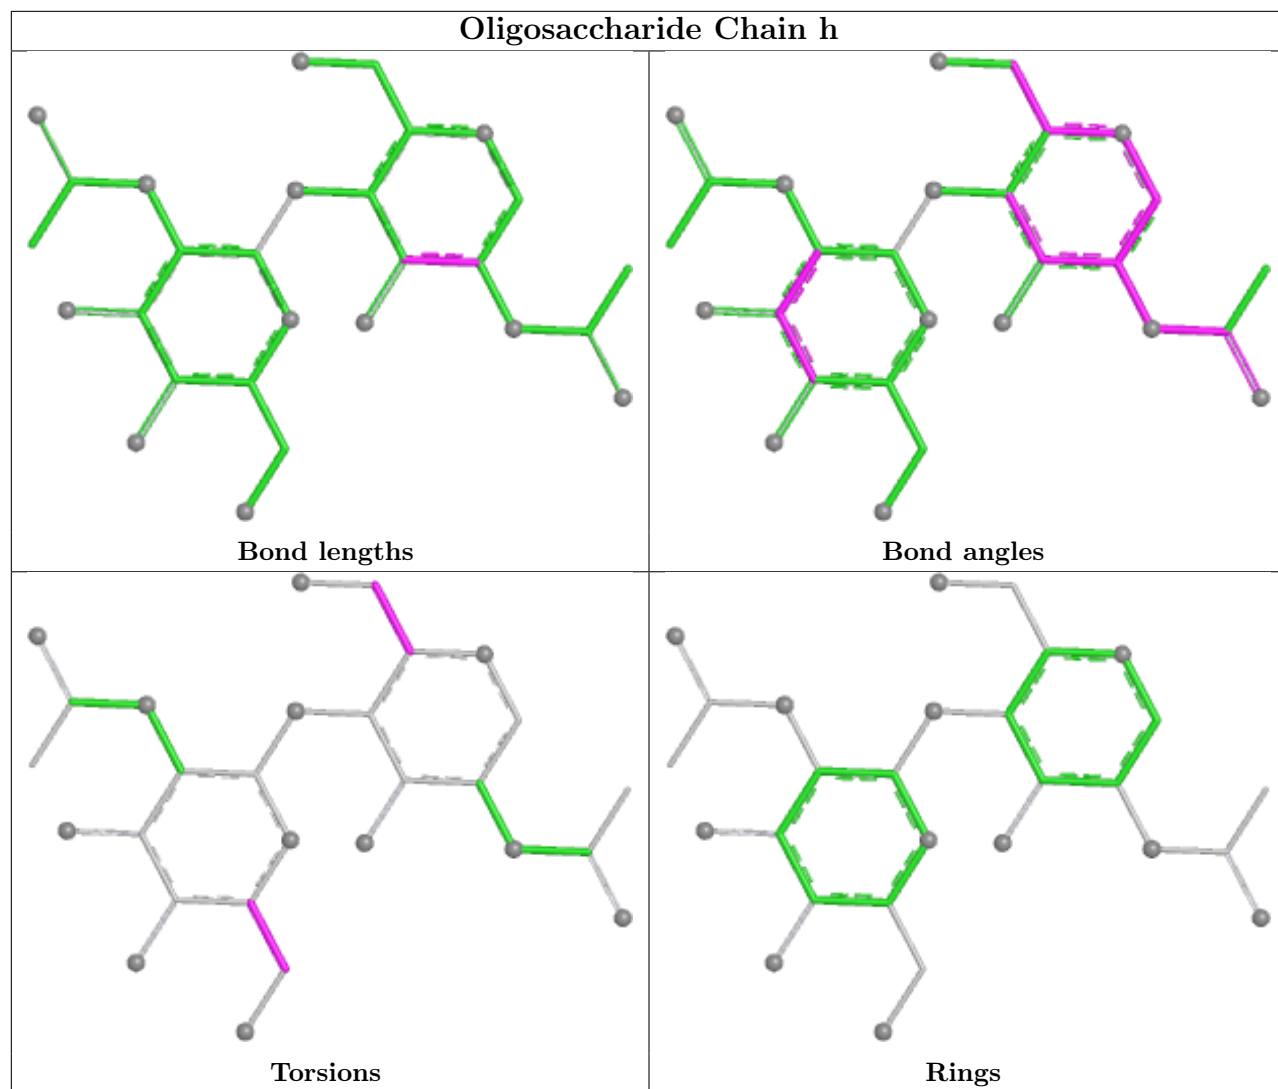 Oligosaccharide Chain h
Bond lengths
Bond angles
Torsions
Rings